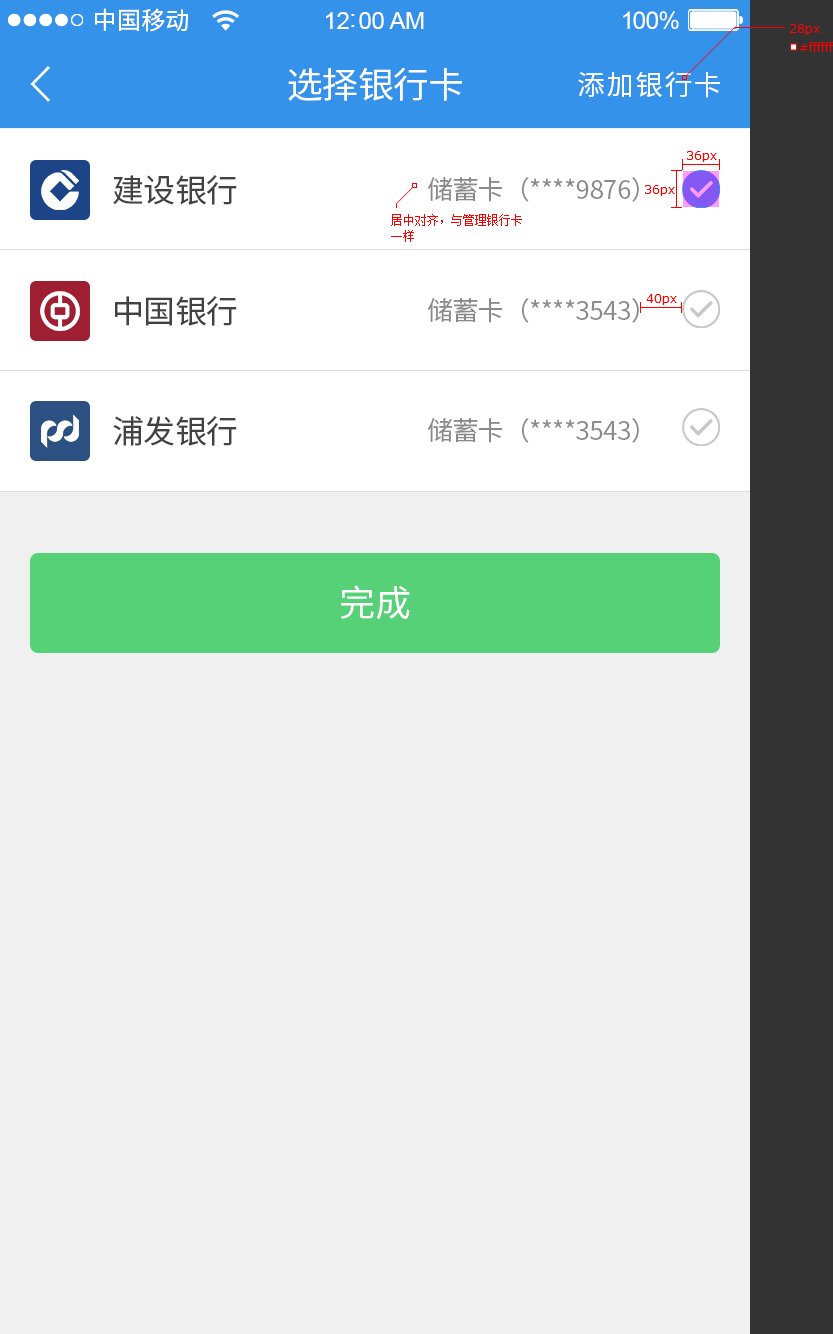 中国移动 12:00 AM 100%
28px
#ffffff
选择银行卡 添加银行卡
36px
建设银行 储蓄卡（****9876） 36px
居中对齐，与管理银行卡
一样
40px
中国银行 储蓄卡（****3543）
浦发银行 储蓄卡（****3543）
完成